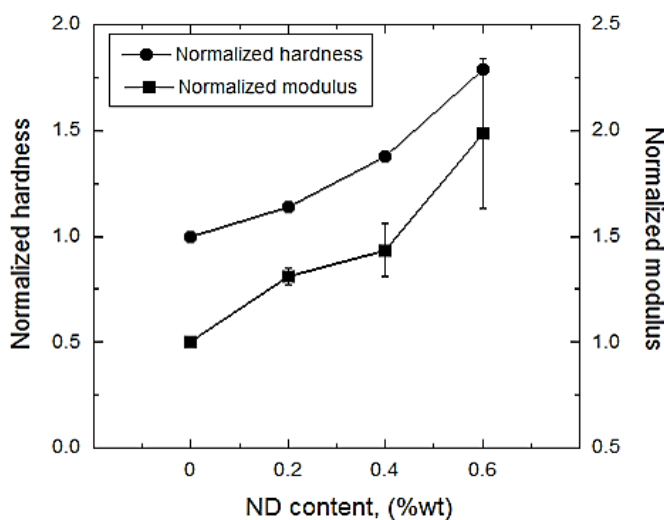 Normalized hardness
Normalized modulus
2.0
1.5
1.0
0.5
0.0
Normalized hardness
2.5
2.0
1.5
1.0
0.5
Normalized modulus
0
0.2
0.4
0.6
ND content, (%wt)